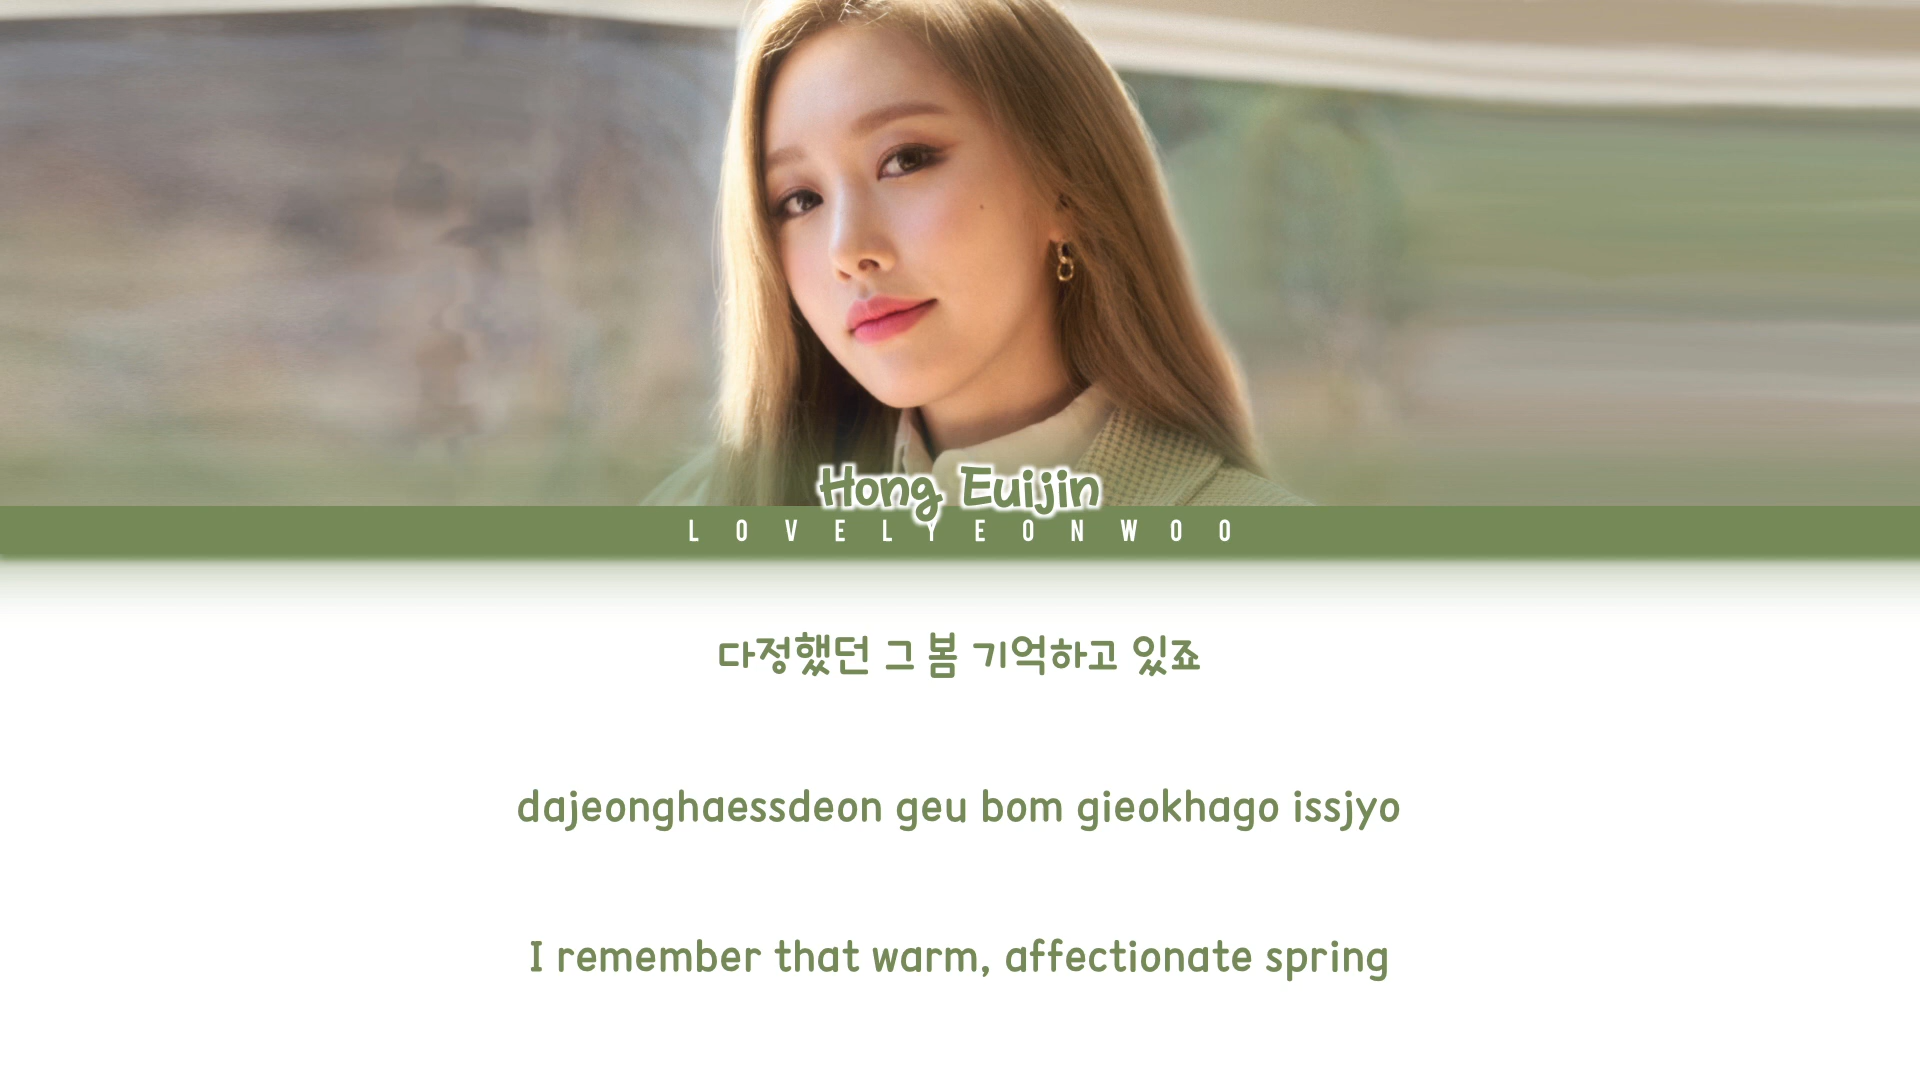 Hong Euijin
LOVELYEONWOO
다정했던 그 봄 기억하고 있죠
dajeonghaessdeon geu bom gieokhago issjyo
I remember that warm, affectionate spring